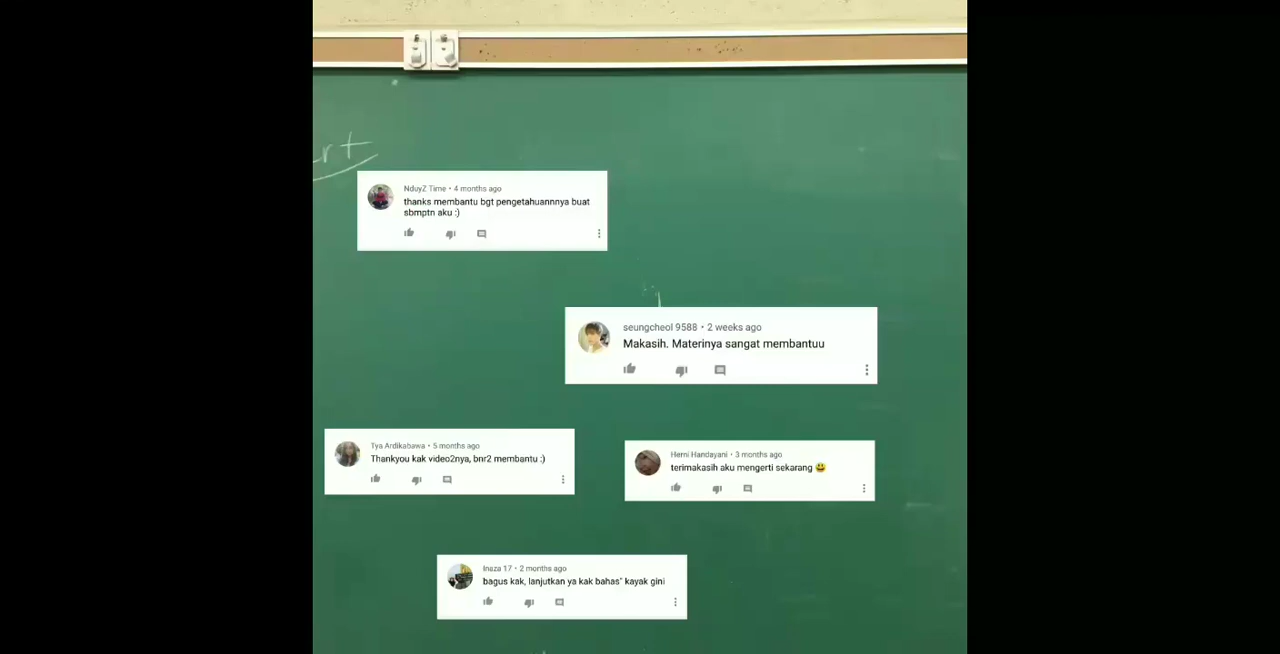 rt
NduyZ Time • 4 months ago
thanks membantu bgt pengetahuannnya buat
sbmptn aku :)
seungcheol 9588 • 2 weeks ago
Makasih. Materinya sangat membantuu
Tya Ardikabawa • 5 months ago
Thankyou kak video2nya, bnr2 membantu :)
Herni Handayani • 3 months ago
terimakasih aku mengerti sekarang 😃
Ineza 17 • 2 months ago
bagus kak, lanjutkan ya kak bahas" kayak gini